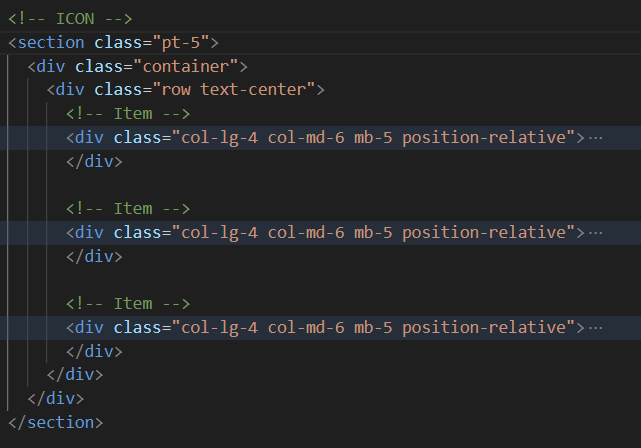 <!-- ICON -->
<section class="pt-5">
<div class="container">
<div class="row text-center">
<!-- Item -->
<div class="col-lg-4 col-md-6 mb-5 position-relative">···
</div>
<!-- Item -->
<div class="col-lg-4 col-md-6 mb-5 position-relative">···
</div>
<!-- Item -->
<div class="col-lg-4 col-md-6 mb-5 position-relative">···
</div>
</div>
</div>
</section>